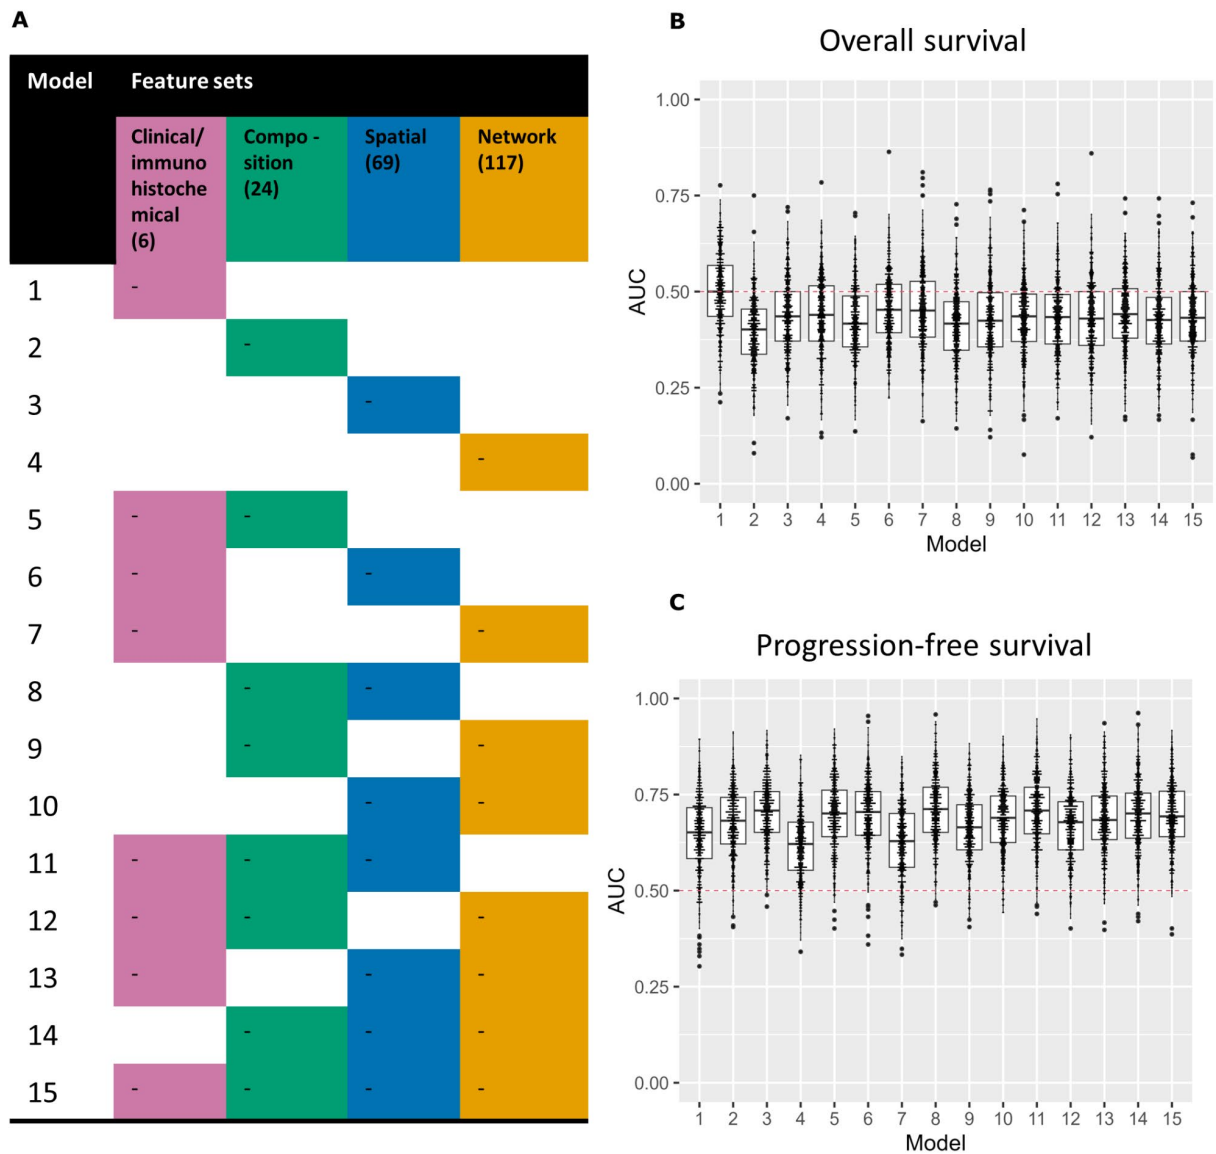 A
Model Feature sets
Clinical/
immuno
histoche
mical
(6)
Compo -
sition
(24)
Spatial
(69)
Network
(117)
1 -
2 -
3 -
4 -
5 - -
6 - -
7 - -
8 - -
9 - -
10 - -
11 - - -
12 - - -
13 - - -
14 - - -
15 - - - -
B
Overall survival
1.00
0.75
0.50
0.25
0.00
AUC
1 2 3 4 5 6 7 8 9 10 11 12 13 14 15
Model
C
Progression-free survival
1.00
0.75
0.50
0.25
0.00
AUC
1 2 3 4 5 6 7 8 9 10 11 12 13 14 15
Model